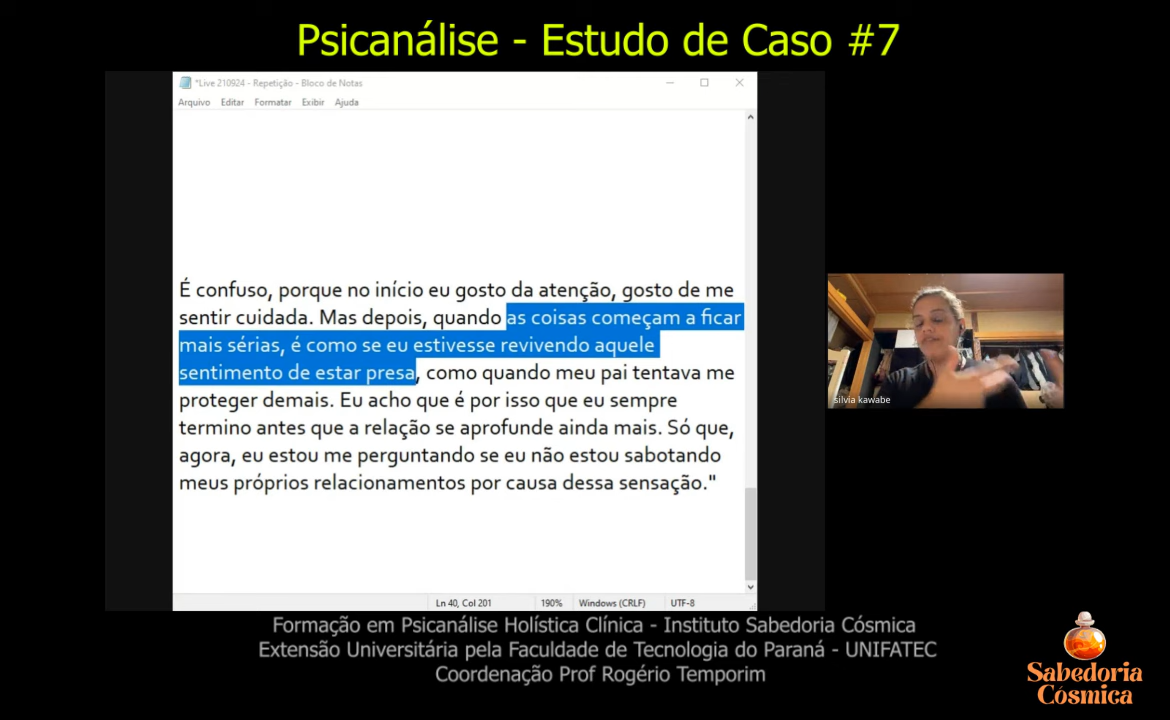 Psicanálise - Estudo de Caso #7
*Live 210924 - Repetição - Bloco de Notas
Arquivo Editar Formatar Exibir Ajuda
É confuso, porque no início eu gosto da atenção, gosto de me
sentir cuidada. Mas depois, quando as coisas começam a ficar
mais sérias, é como se eu estivesse revivendo aquele
sentimento de estar presa, como quando meu pai tentava me
proteger demais. Eu acho que é por isso que eu sempre
termino antes que a relação se aprofunde ainda mais. Só que,
agora, eu estou me perguntando se eu não estou sabotando
meus próprios relacionamentos por causa dessa sensação."
silvia kawabe
Ln 40, Col 201 190% Windows (CRLF) UTF-8
Formação em Psicanálise Holística Clínica - Instituto Sabedoria Cósmica
Extensão Universitária pela Faculdade de Tecnologia do Paraná - UNIFATEC
Coordenação Prof Rogério Temporim
Sabedoria
Cósmica